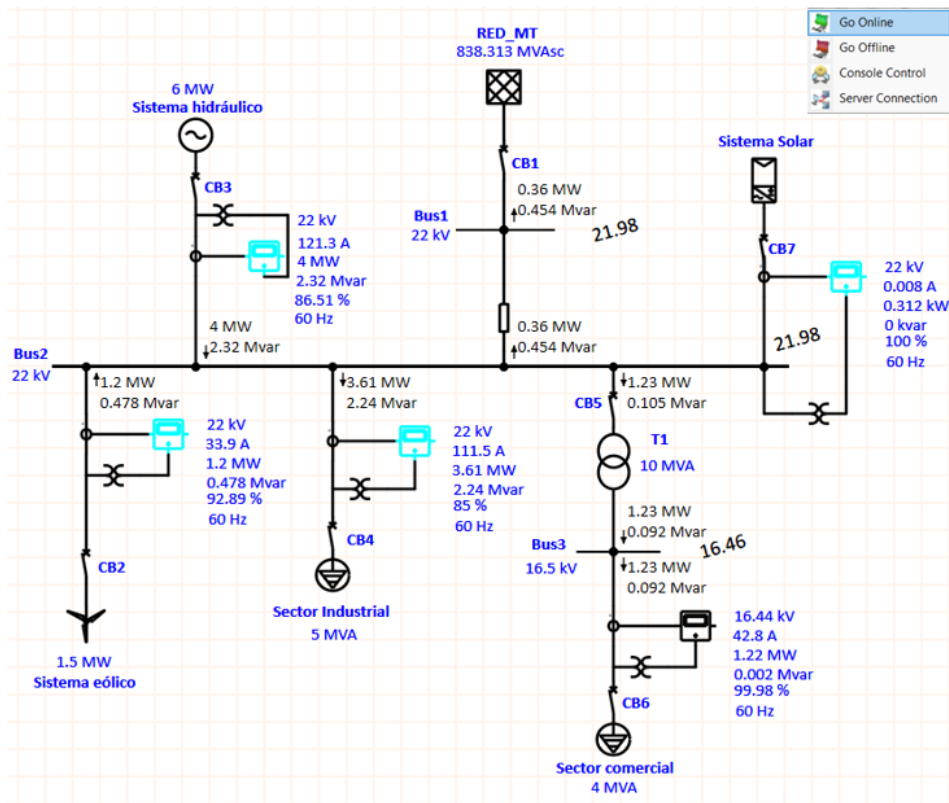 Go Online
Go Offline
Console Control
Server Connection
RED_MT
838.313 MVAsc
CB1
0.36 MW
0.454 Mvar
Bus1
22 kV
21.98
0.36 MW
0.454 Mvar
6 MW
Sistema hidráulico
CB3
22 kV
121.3 A
4 MW
2.32 Mvar
86.51 %
60 Hz
4 MW
2.32 Mvar
Sistema Solar
CB7
22 kV
0.008 A
0.312 kW
0 kvar
100 %
60 Hz
21.98
Bus2
22 kV
1.2 MW
0.478 Mvar
22 kV
33.9 A
1.2 MW
0.478 Mvar
92.89 %
60 Hz
CB2
1.5 MW
Sistema eólico
3.61 MW
2.24 Mvar
22 kV
111.5 A
3.61 MW
2.24 Mvar
85 %
60 Hz
CB4
Sector Industrial
5 MVA
1.23 MW
0.105 Mvar
CB5
T1
10 MVA
1.23 MW
0.092 Mvar
Bus3
16.5 kV
16.46
1.23 MW
0.092 Mvar
16.44 kV
42.8 A
1.22 MW
0.002 Mvar
99.98 %
60 Hz
CB6
Sector comercial
4 MVA